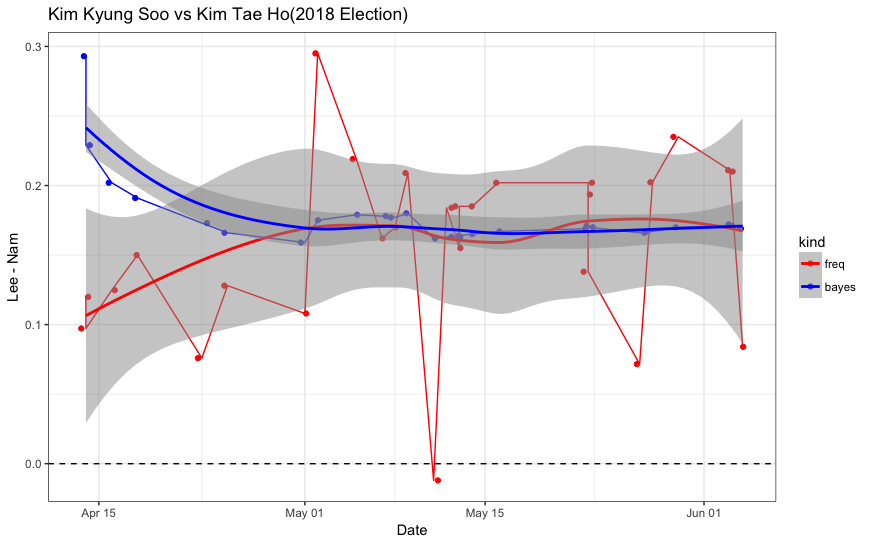 Kim Kyung Soo vs Kim Tae Ho(2018 Election)
0.3
0.2
0.1
0.0
Lee - Nam
Apr 15
May 01
May 15
Jun 01
Date
kind
freq
bayes